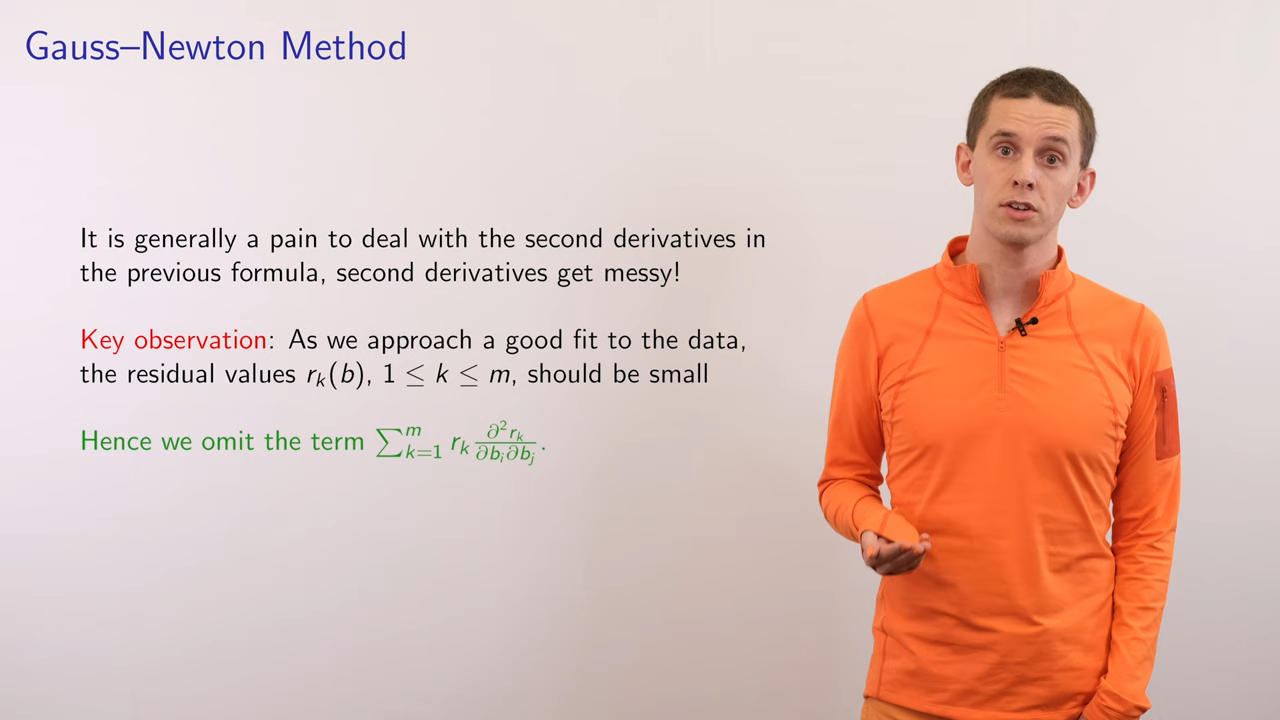 Gauss–Newton Method
It is generally a pain to deal with the second derivatives in
the previous formula, second derivatives get messy!
Key observation: As we approach a good fit to the data,
the residual values r_k(b), 1 ≤ k ≤ m, should be small
Hence we omit the term ∑_{k=1}^{m} r_k \frac{∂²r_k}{∂b_i∂b_j}.